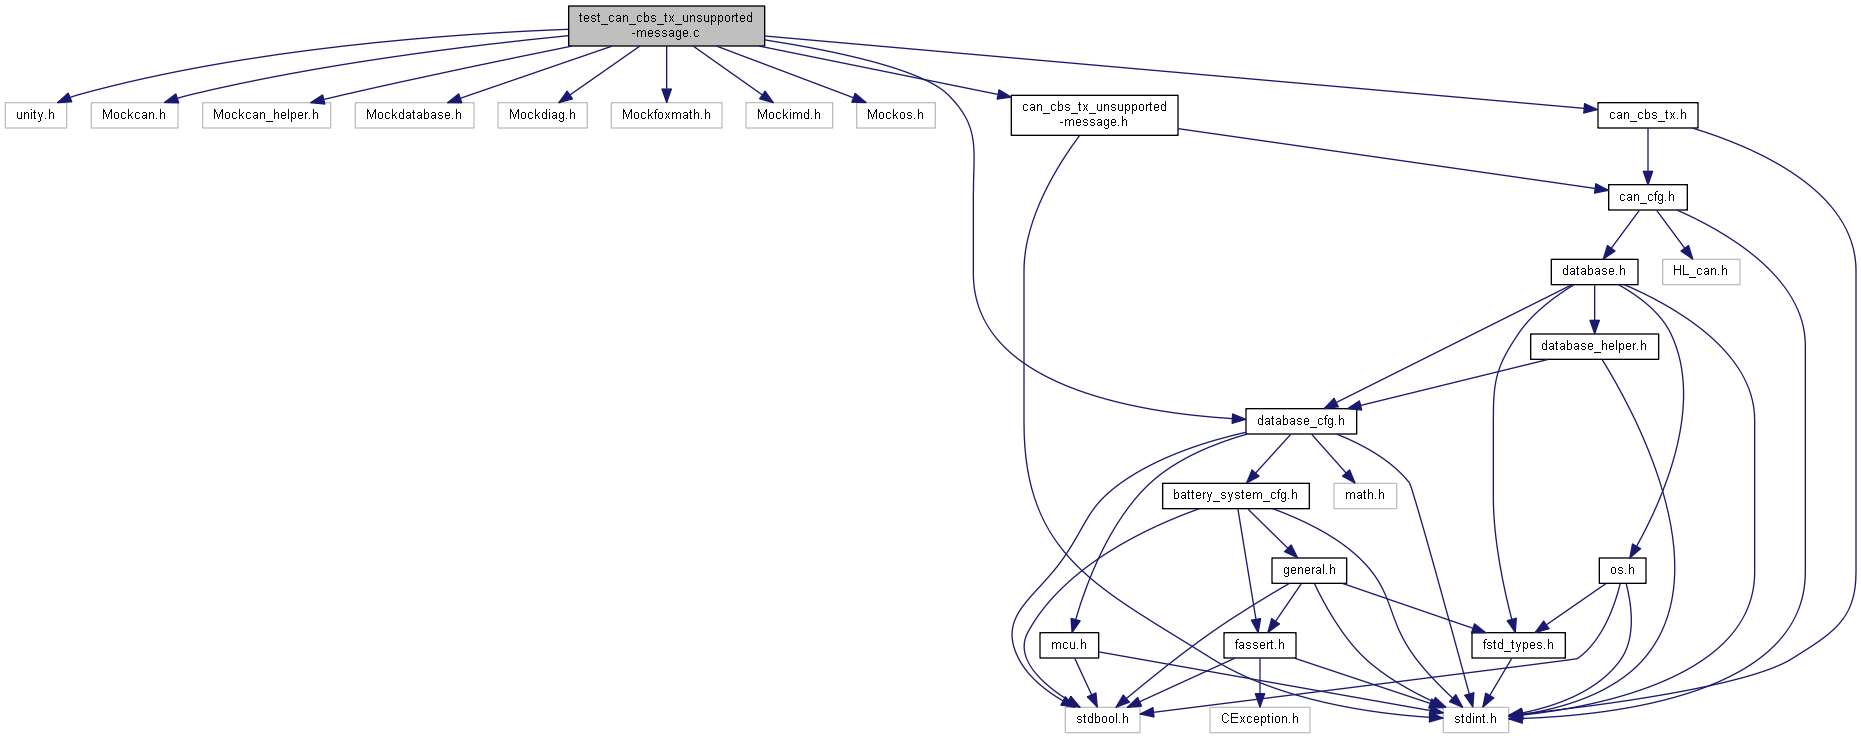 test_can_cbs_tx_unsupported
-message.c
unity.h
Mockcan.h
Mockcan_helper.h
Mockdatabase.h
Mockdiag.h
Mockfoxmath.h
Mockimd.h
Mockos.h
can_cbs_tx_unsupported
-message.h
can_cbs_tx.h
can_cfg.h
database.h
HL_can.h
database_helper.h
database_cfg.h
battery_system_cfg.h
math.h
general.h
os.h
mcu.h
fassert.h
fstd_types.h
stdbool.h
CException.h
stdint.h